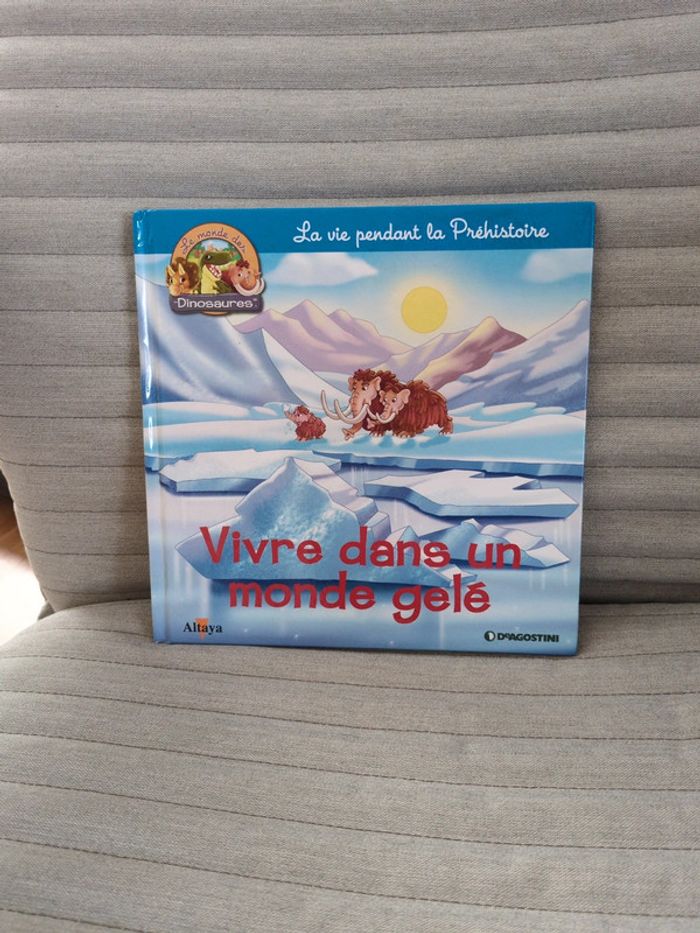 La vie pendant la Préhistoire
Le monde des
Dinosaures
Vivre dans un
monde gelé
Altaya
DeAGOSTINI